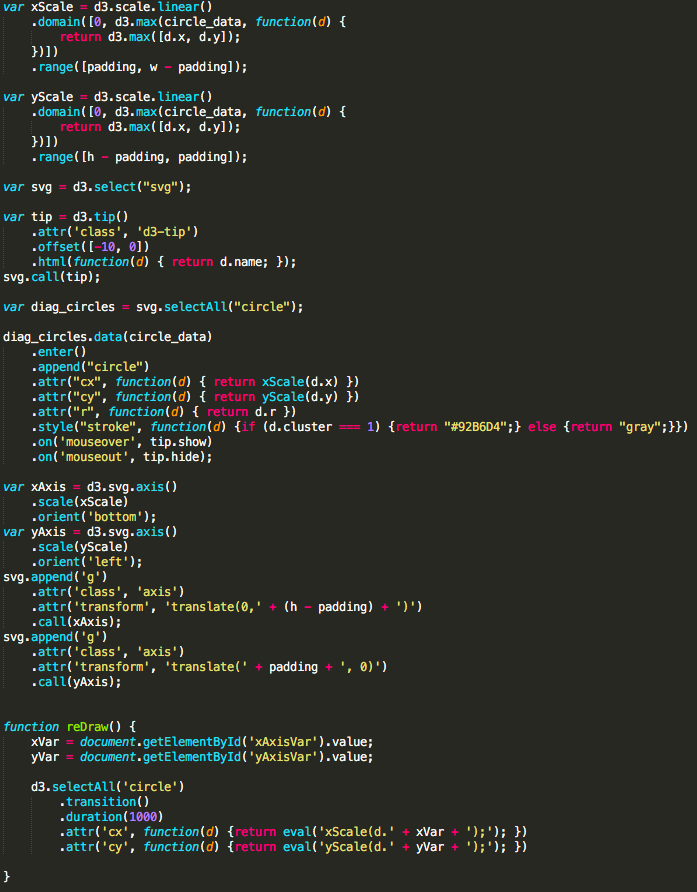 var xScale = d3.scale.linear()
    .domain([0, d3.max(circle_data, function(d) {
        return d3.max([d.x, d.y]);
    })])
    .range([padding, w - padding]);

var yScale = d3.scale.linear()
    .domain([0, d3.max(circle_data, function(d) {
        return d3.max([d.x, d.y]);
    })])
    .range([h - padding, padding]);

var svg = d3.select("svg");

var tip = d3.tip()
    .attr('class', 'd3-tip')
    .offset([-10, 0])
    .html(function(d) { return d.name; });
svg.call(tip);

var diag_circles = svg.selectAll("circle");

diag_circles.data(circle_data)
    .enter()
    .append("circle")
    .attr("cx", function(d) { return xScale(d.x) })
    .attr("cy", function(d) { return yScale(d.y) })
    .attr("r", function(d) { return d.r })
    .style("stroke", function(d) {if (d.cluster === 1) {return "#92B6D4";} else {return "gray";}})
    .on('mouseover', tip.show)
    .on('mouseout', tip.hide);

var xAxis = d3.svg.axis()
    .scale(xScale)
    .orient('bottom');
var yAxis = d3.svg.axis()
    .scale(yScale)
    .orient('left');
svg.append('g')
    .attr('class', 'axis')
    .attr('transform', 'translate(0,' + (h - padding) + ')')
    .call(xAxis);
svg.append('g')
    .attr('class', 'axis')
    .attr('transform', 'translate(' + padding + ', 0)')
    .call(yAxis);


function reDraw() {
    xVar = document.getElementById('xAxisVar').value;
    yVar = document.getElementById('yAxisVar').value;

    d3.selectAll('circle')
        .transition()
        .duration(1000)
        .attr('cx', function(d) {return eval('xScale(d.' + xVar + ');'); })
        .attr('cy', function(d) {return eval('yScale(d.' + yVar + ');'); })

}